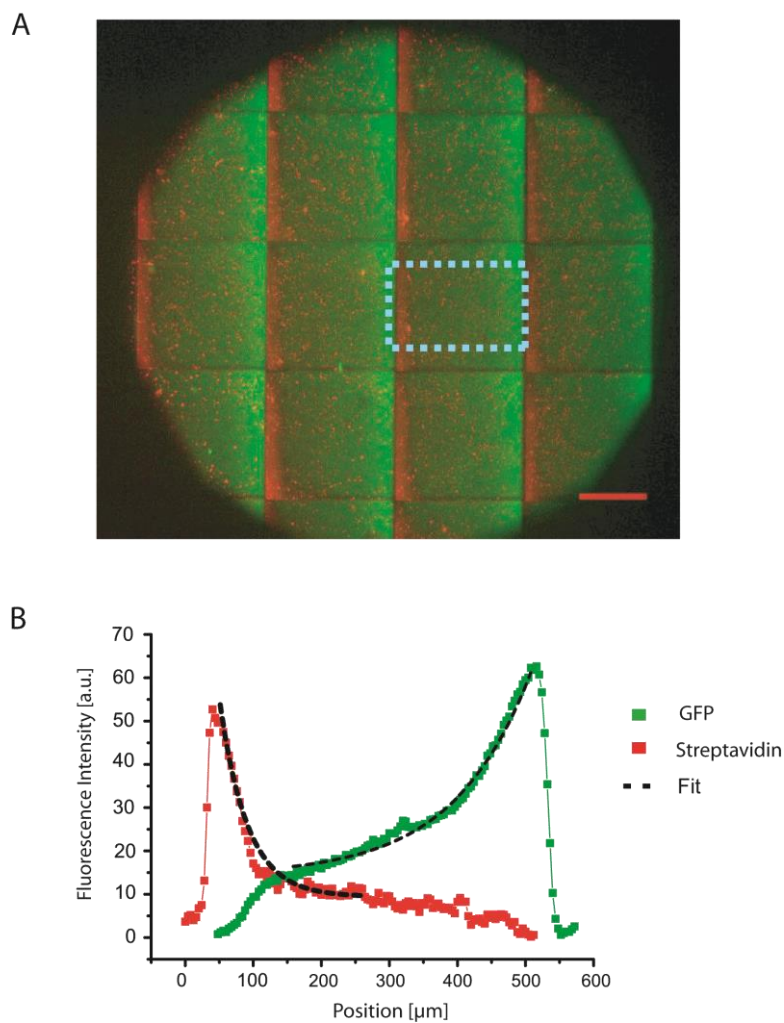 A
B
Fluorescence Intensity [a.u.]
70
60
50
40
30
20
10
0
0 100 200 300 400 500 600
Position [µm]
GFP
Streptavidin
Fit